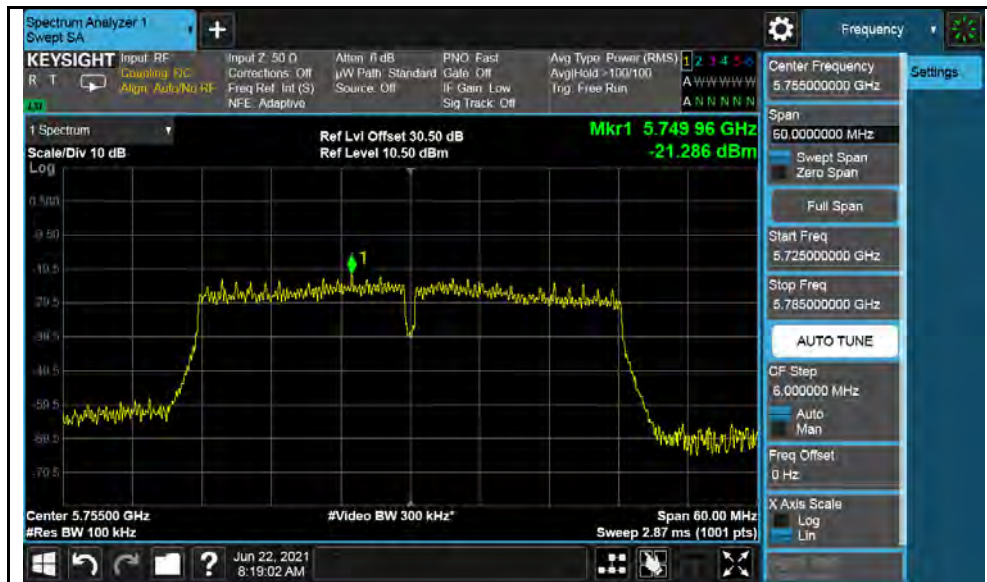 Spectrum Analyzer 1
Swept SA
+
Frequency
KEYSIGHT
R T
Input: RF
Coupling: DC
Align: Auto/No RF
Input Z: 50 Ω
Corrections: Off
Freq Ref: Int (S)
NFE: Adaptive
Atten: 6 dB
µW Path: Standard
Source: Off
PNO: Fast
Gate: Off
IF Gain: Low
Sig Track: Off
Avg Type: Power (RMS)
Avg|Hold: >100/100
Trig: Free Run
1 2 3 4 5 6
A W W W W W
A N N N N N
1 Spectrum
Scale/Div 10 dB
Log
Ref Lvl Offset 30.50 dB
Ref Level 10.50 dBm
Mkr1 5.749 96 GHz
-21.286 dBm
0.500
-9.50
-19.5
-29.5
-39.5
-49.5
-59.5
-69.5
-79.5
1
Center 5.75500 GHz
#Res BW 100 kHz
#Video BW 300 kHz*
Span 60.00 MHz
Sweep 2.87 ms (1001 pts)
Center Frequency
5.755000000 GHz
Settings
Span
60.0000000 MHz
Swept Span
Zero Span
Full Span
Start Freq
5.725000000 GHz
Stop Freq
5.785000000 GHz
AUTO TUNE
CF Step
6.000000 MHz
Auto
Man
Freq Offset
0 Hz
X Axis Scale
Log
Lin
?
Jun 22, 2021
8:19:02 AM